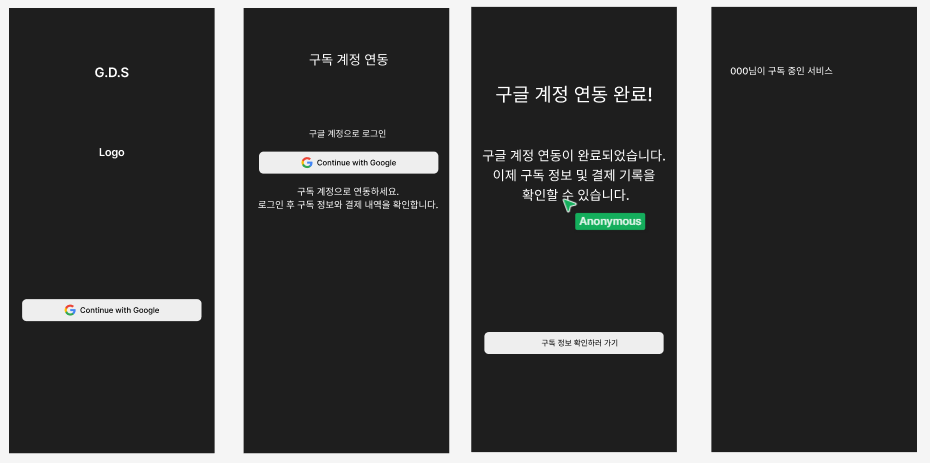 G.D.S
Logo
Continue with Google
구독 계정 연동
구글 계정으로 로그인
Continue with Google
구독 계정으로 연동하세요.
로그인 후 구독 정보와 결제 내역을 확인합니다.
구글 계정 연동 완료!
구글 계정 연동이 완료되었습니다.
이제 구독 정보 및 결제 기록을
확인할 수 있습니다.
Anonymous
구독 정보 확인하러 가기
000님이 구독 중인 서비스